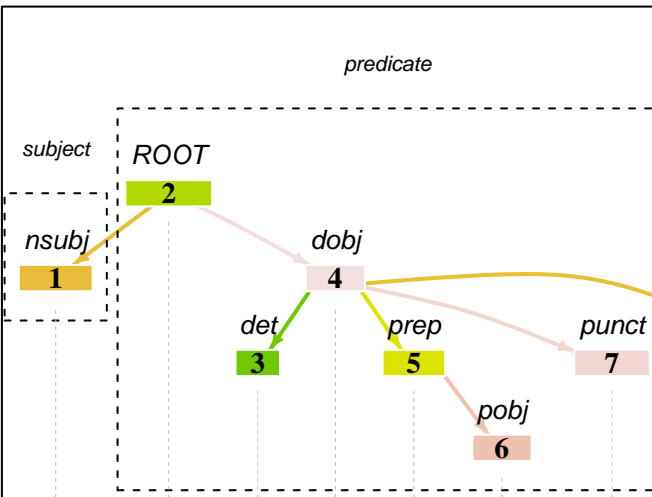 predicate
subject
ROOT
2
nsubj
dobj
1
4
det
prep
punct
3
5
7
pobj
6